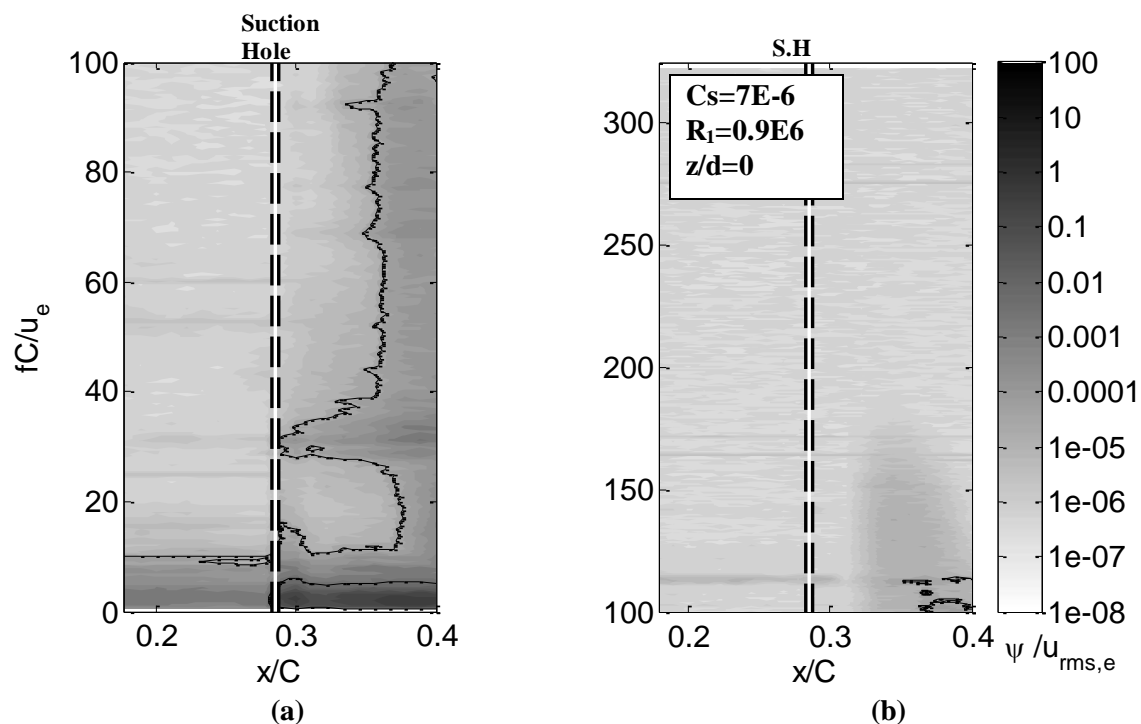 Suction
Hole
100
80
60
40
20
0
fC/u_e
0.2
0.3
0.4
x/C
(a)
S.H
Cs=7E-6
R₁=0.9E6
z/d=0
300
250
200
150
100
0.2
0.3
0.4
x/C
(b)
100
10
1
0.1
0.01
0.001
0.0001
1e-05
1e-06
1e-07
1e-08
ψ /u_rms,e